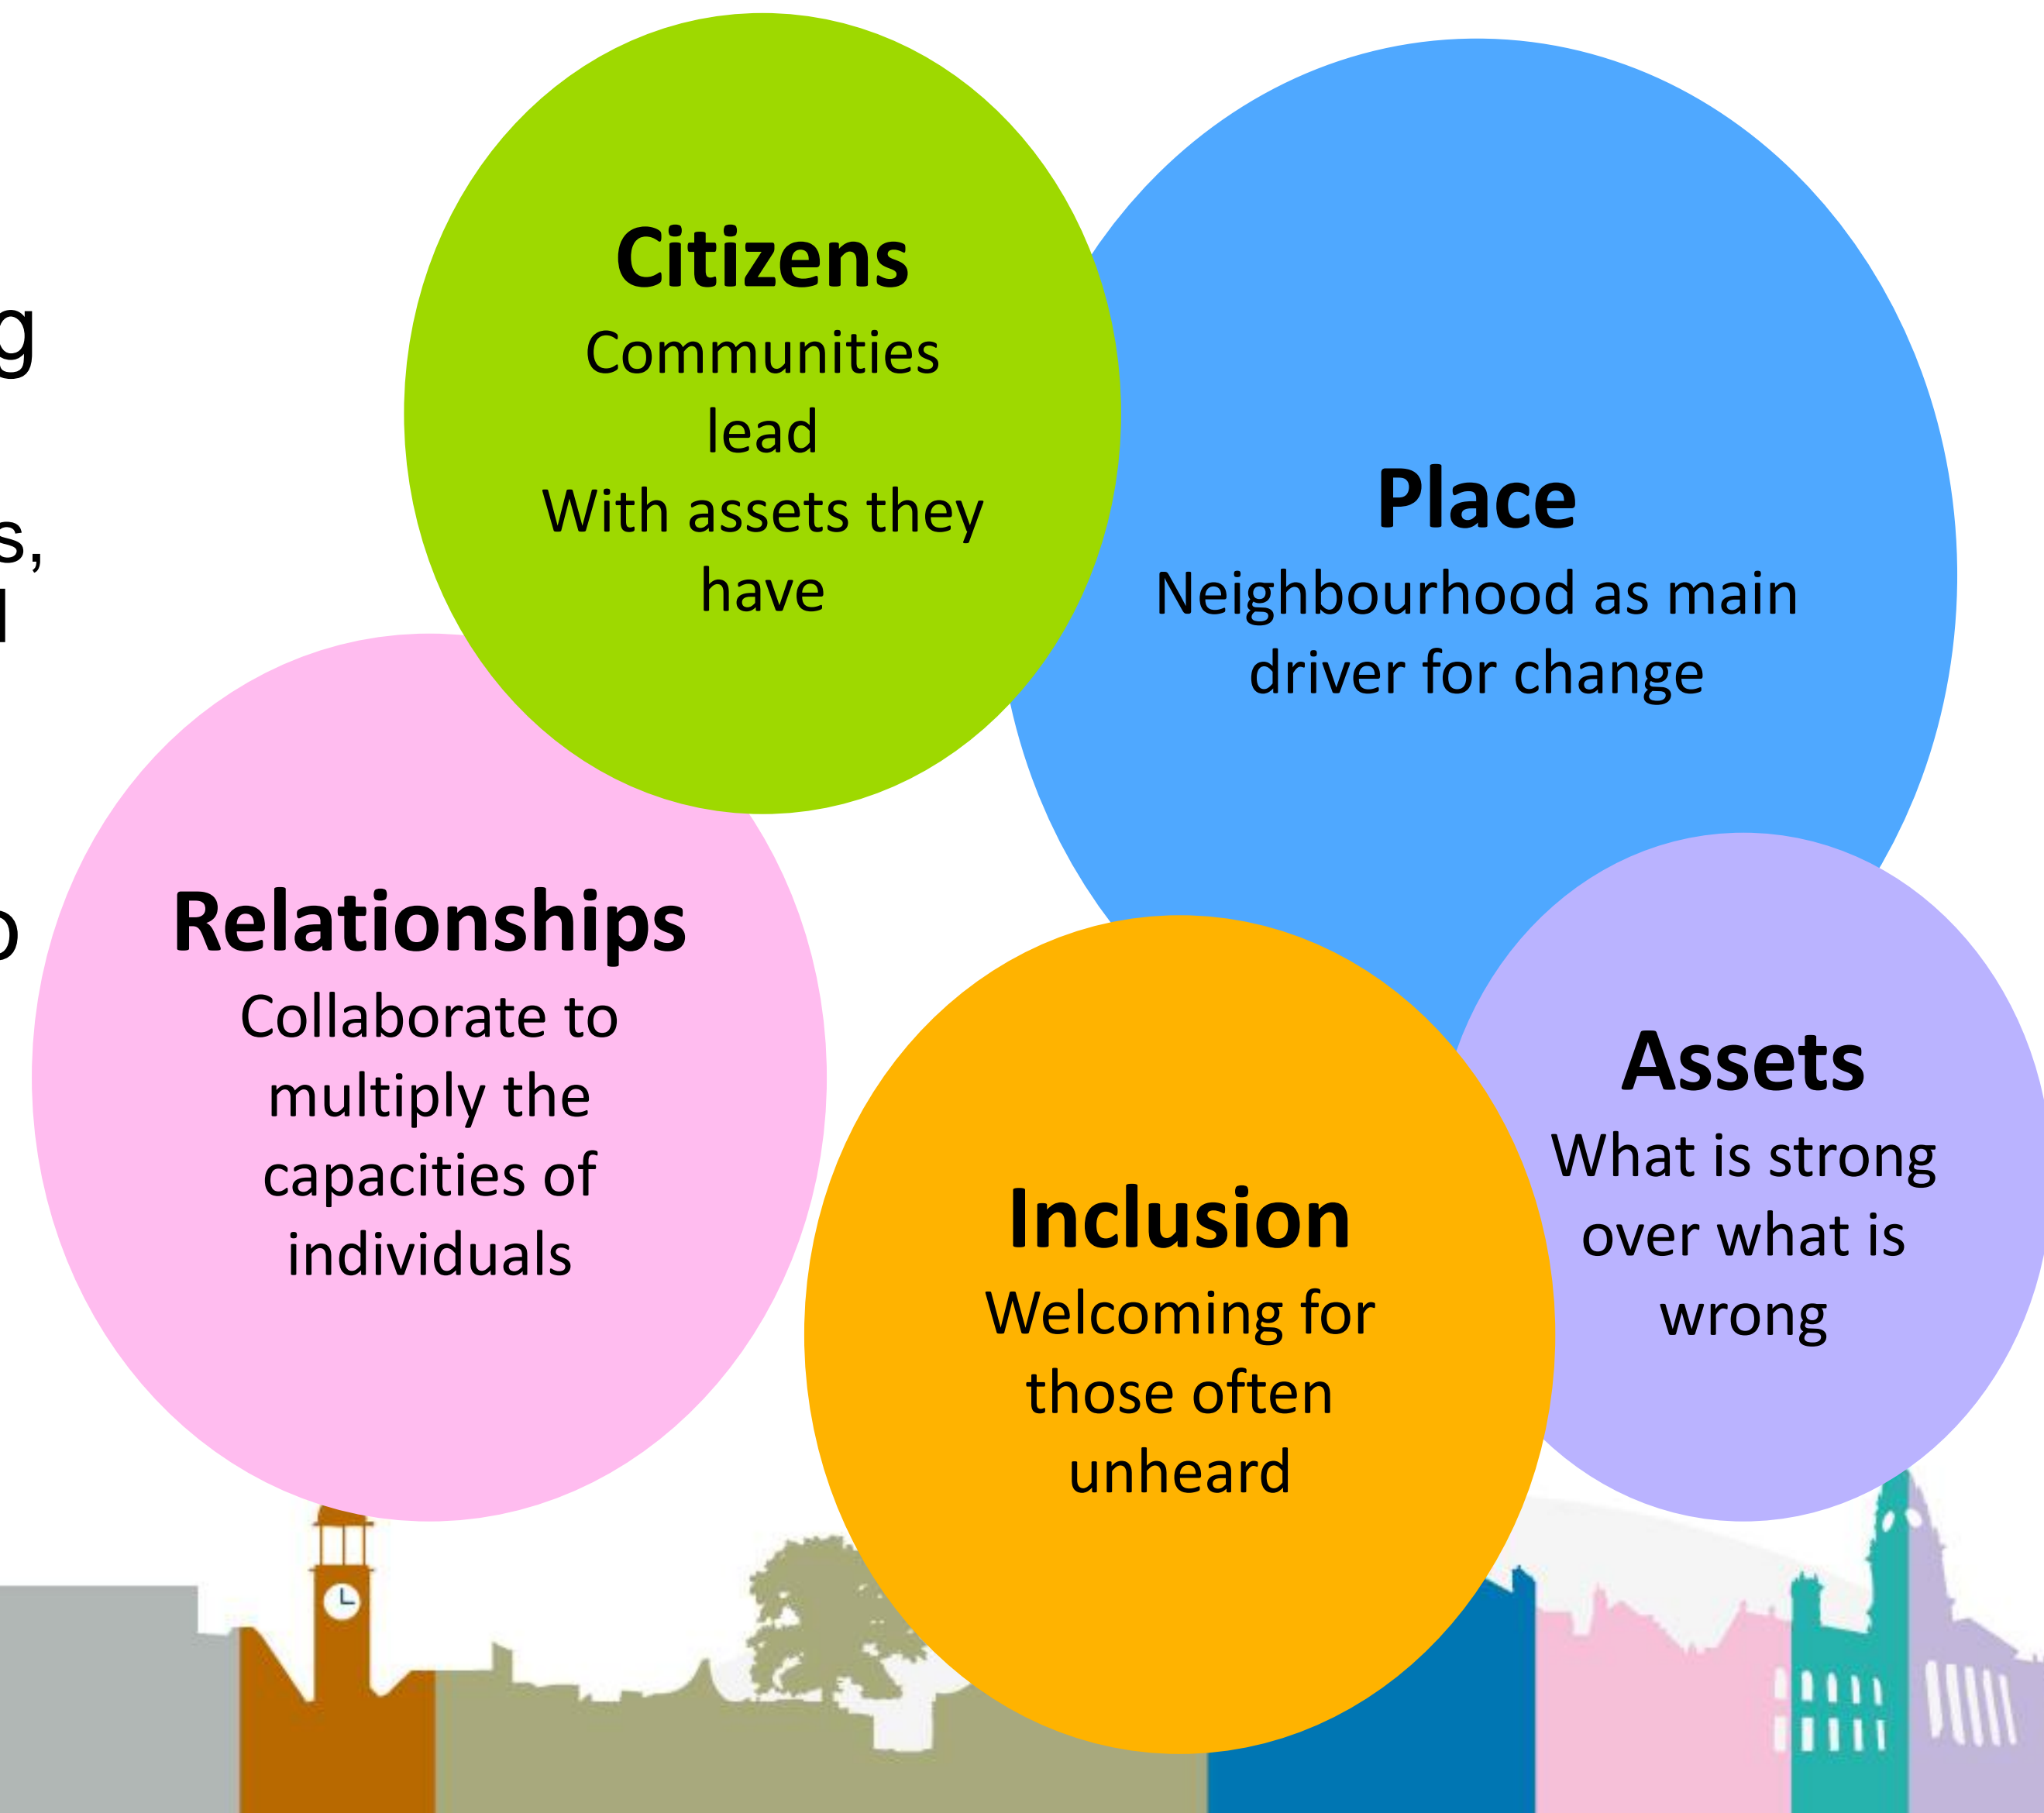 Citizens
Communities
lead
With assets they
have
Place
Neighbourhood as main
driver for change
Relationships
Collaborate to
multiply the
capacities of
individuals
Inclusion
Welcoming for
those often
unheard
Assets
What is strong
over what is
wrong